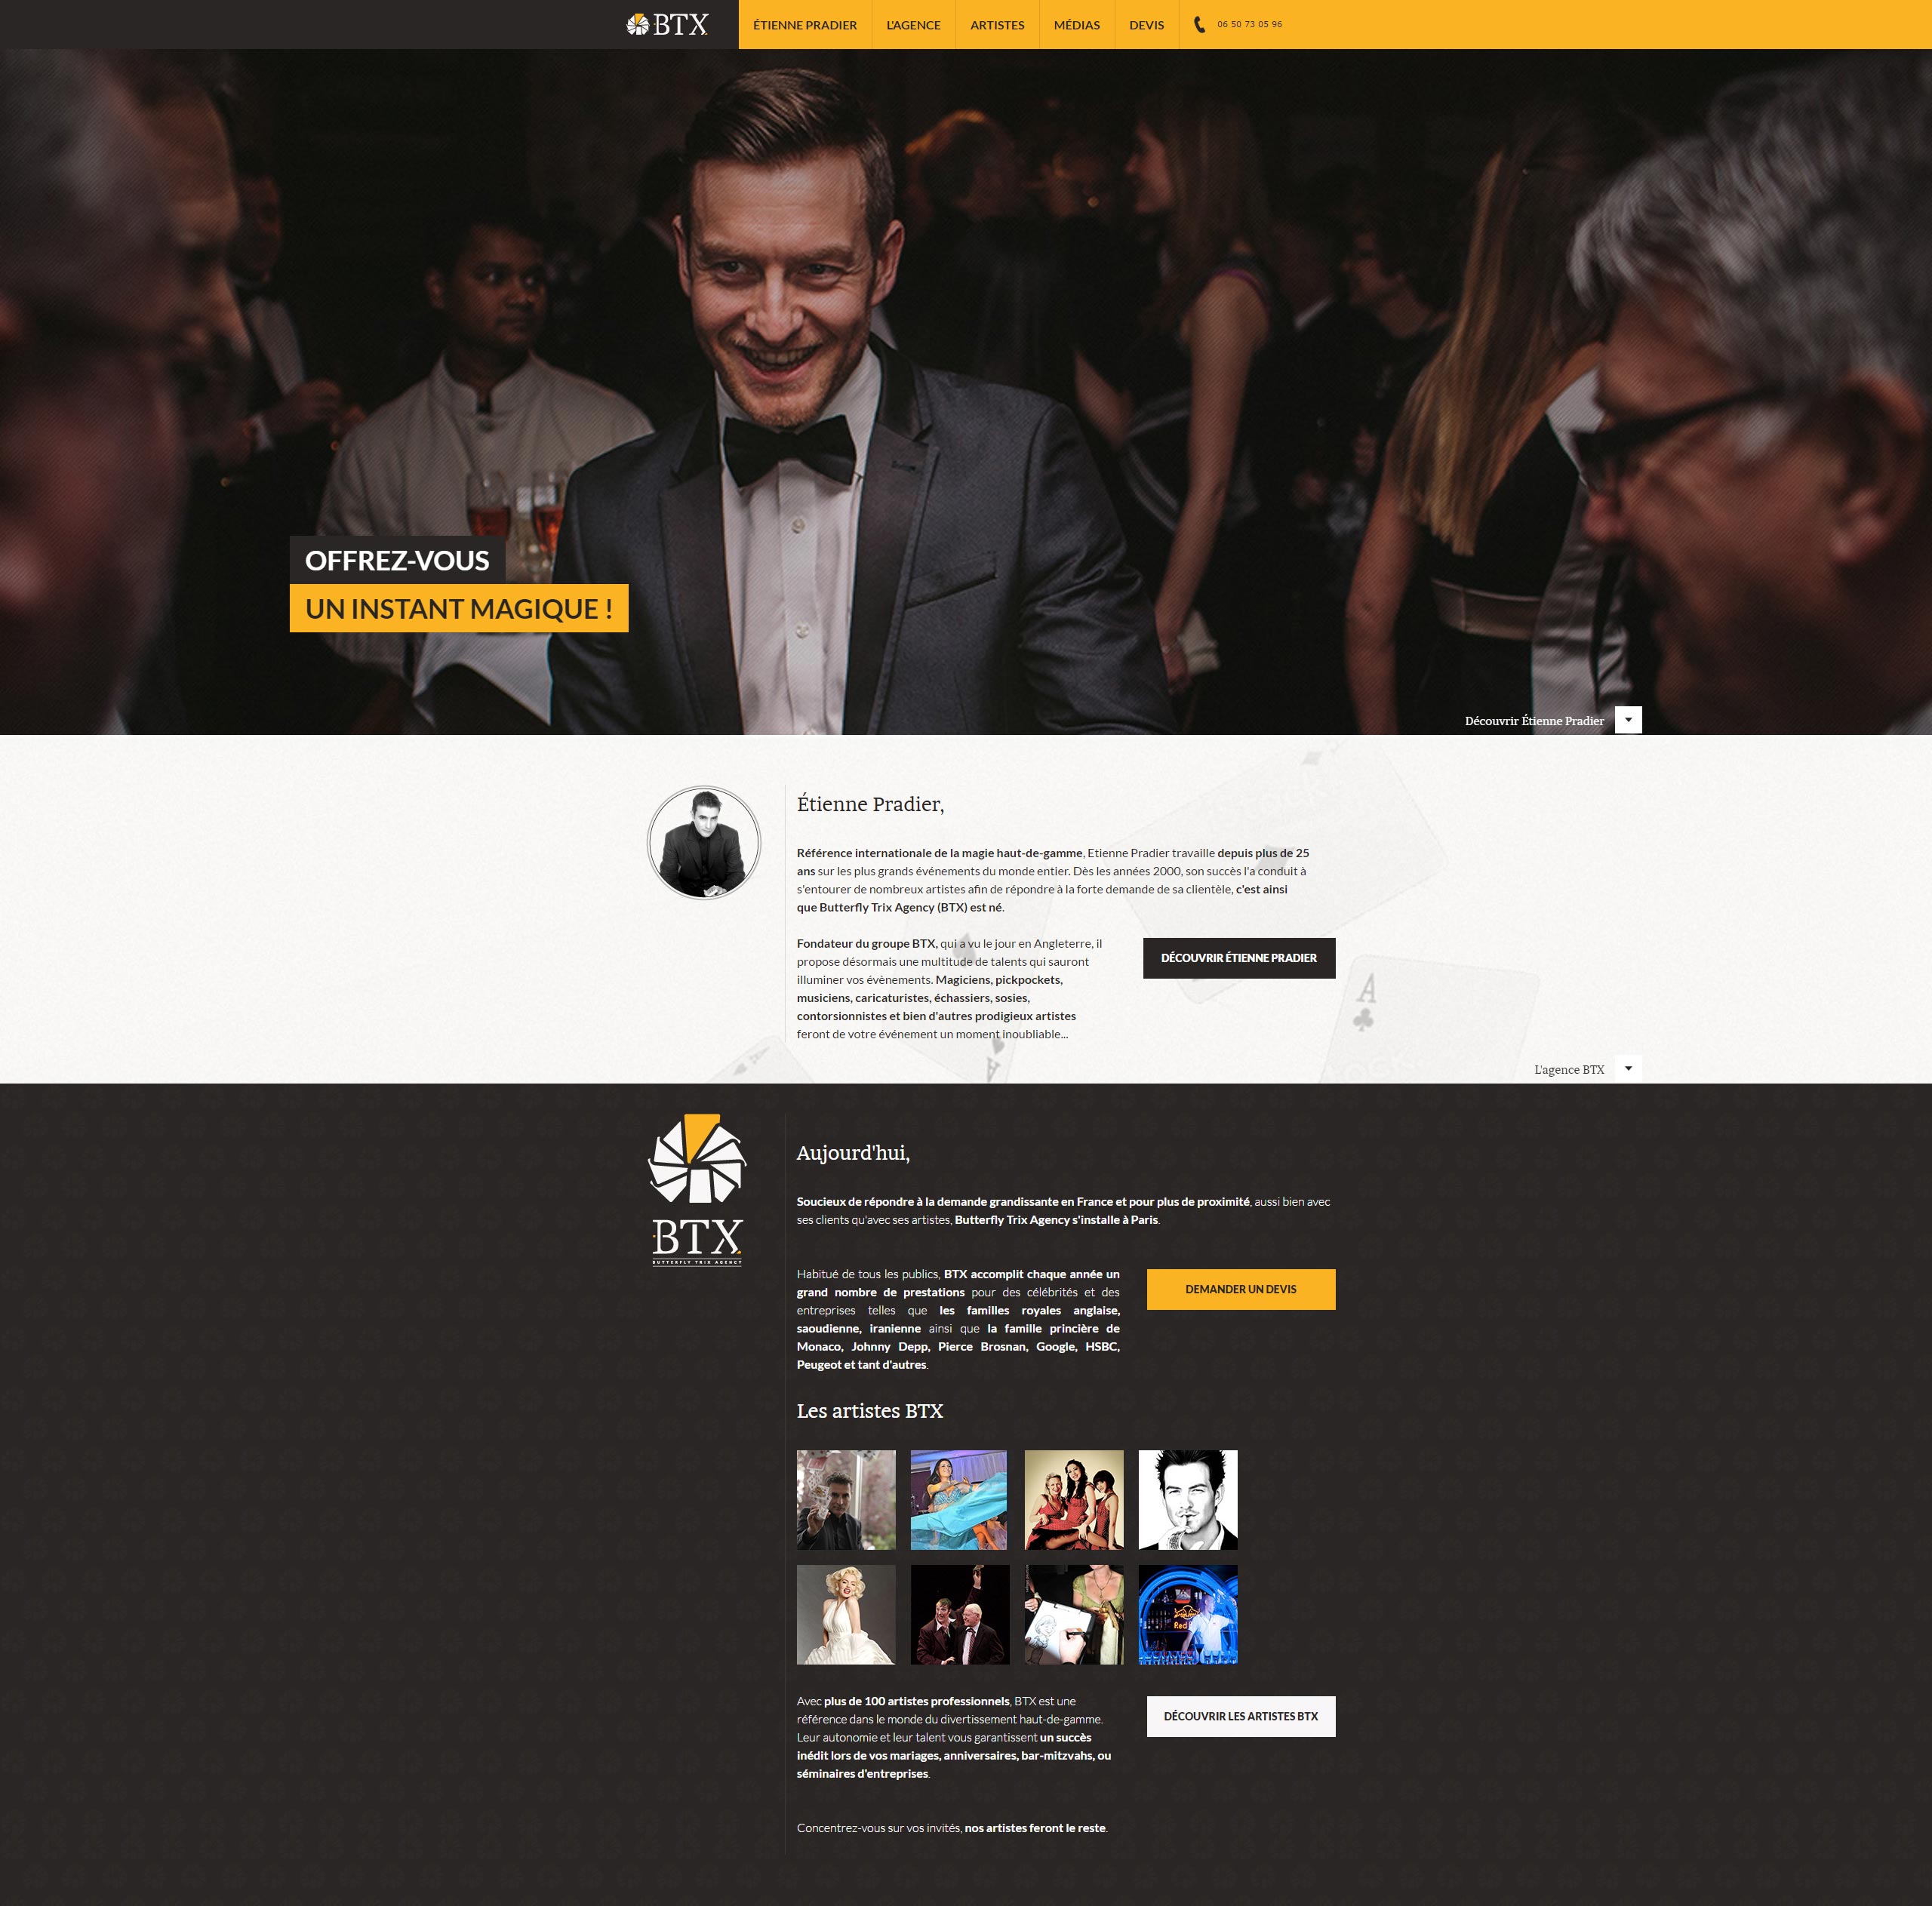 BTX
ÉTIENNE PRADIER
L'AGENCE
ARTISTES
MÉDIAS
DEVIS
06 50 73 05 96
OFFREZ-VOUS
UN INSTANT MAGIQUE !
Découvrir Étienne Pradier
Étienne Pradier,
Référence internationale de la magie haut-de-gamme, Etienne Pradier travaille depuis plus de 25
ans sur les plus grands événements du monde entier. Dès les années 2000, son succès l'a conduit à
s'entourer de nombreux artistes afin de répondre à la forte demande de sa clientèle, c'est ainsi
que Butterfly Trix Agency (BTX) est né.
Fondateur du groupe BTX, qui a vu le jour en Angleterre, il
propose désormais une multitude de talents qui sauront
illuminer vos évènements. Magiciens, pickpockets,
musiciens, caricaturistes, échassiers, sosies,
contorsionnistes et bien d'autres prodigieux artistes
feront de votre événement un moment inoubliable...
DÉCOUVRIR ÉTIENNE PRADIER
A
A
L'agence BTX
BTX
BUTTERFLY TRIX AGENCY
Aujourd'hui,
Soucieux de répondre à la demande grandissante en France et pour plus de proximité, aussi bien avec
ses clients qu'avec ses artistes, Butterfly Trix Agency s'installe à Paris.
Habitué de tous les publics, BTX accomplit chaque année un
grand nombre de prestations pour des célébrités et des
entreprises telles que les familles royales anglaise,
saoudienne, iranienne ainsi que la famille princière de
Monaco, Johnny Depp, Pierce Brosnan, Google, HSBC,
Peugeot et tant d'autres.
DEMANDER UN DEVIS
Les artistes BTX
Red
Avec plus de 100 artistes professionnels, BTX est une
référence dans le monde du divertissement haut-de-gamme.
Leur autonomie et leur talent vous garantissent un succès
inédit lors de vos mariages, anniversaires, bar-mitzvahs, ou
séminaires d'entreprises.
DÉCOUVRIR LES ARTISTES BTX
Concentrez-vous sur vos invités, nos artistes feront le reste.